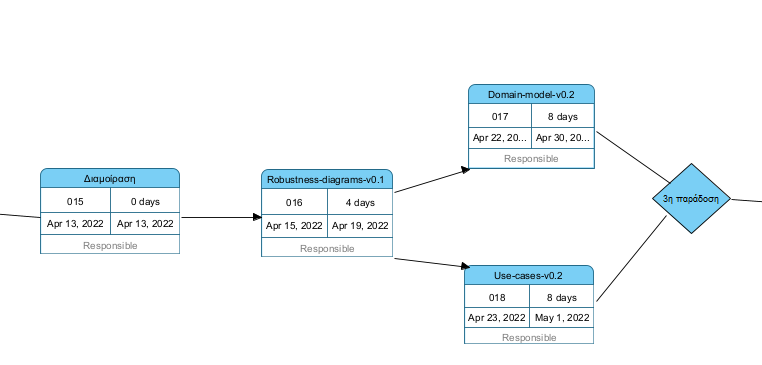 Διαμοίραση
015 0 days
Apr 13, 2022 Apr 13, 2022
Responsible
Robustness-diagrams-v0.1
016 4 days
Apr 15, 2022 Apr 19, 2022
Responsible
Domain-model-v0.2
017 8 days
Apr 22, 20... Apr 30, 20...
Responsible
Use-cases-v0.2
018 8 days
Apr 23, 2022 May 1, 2022
Responsible
3η παράδοση